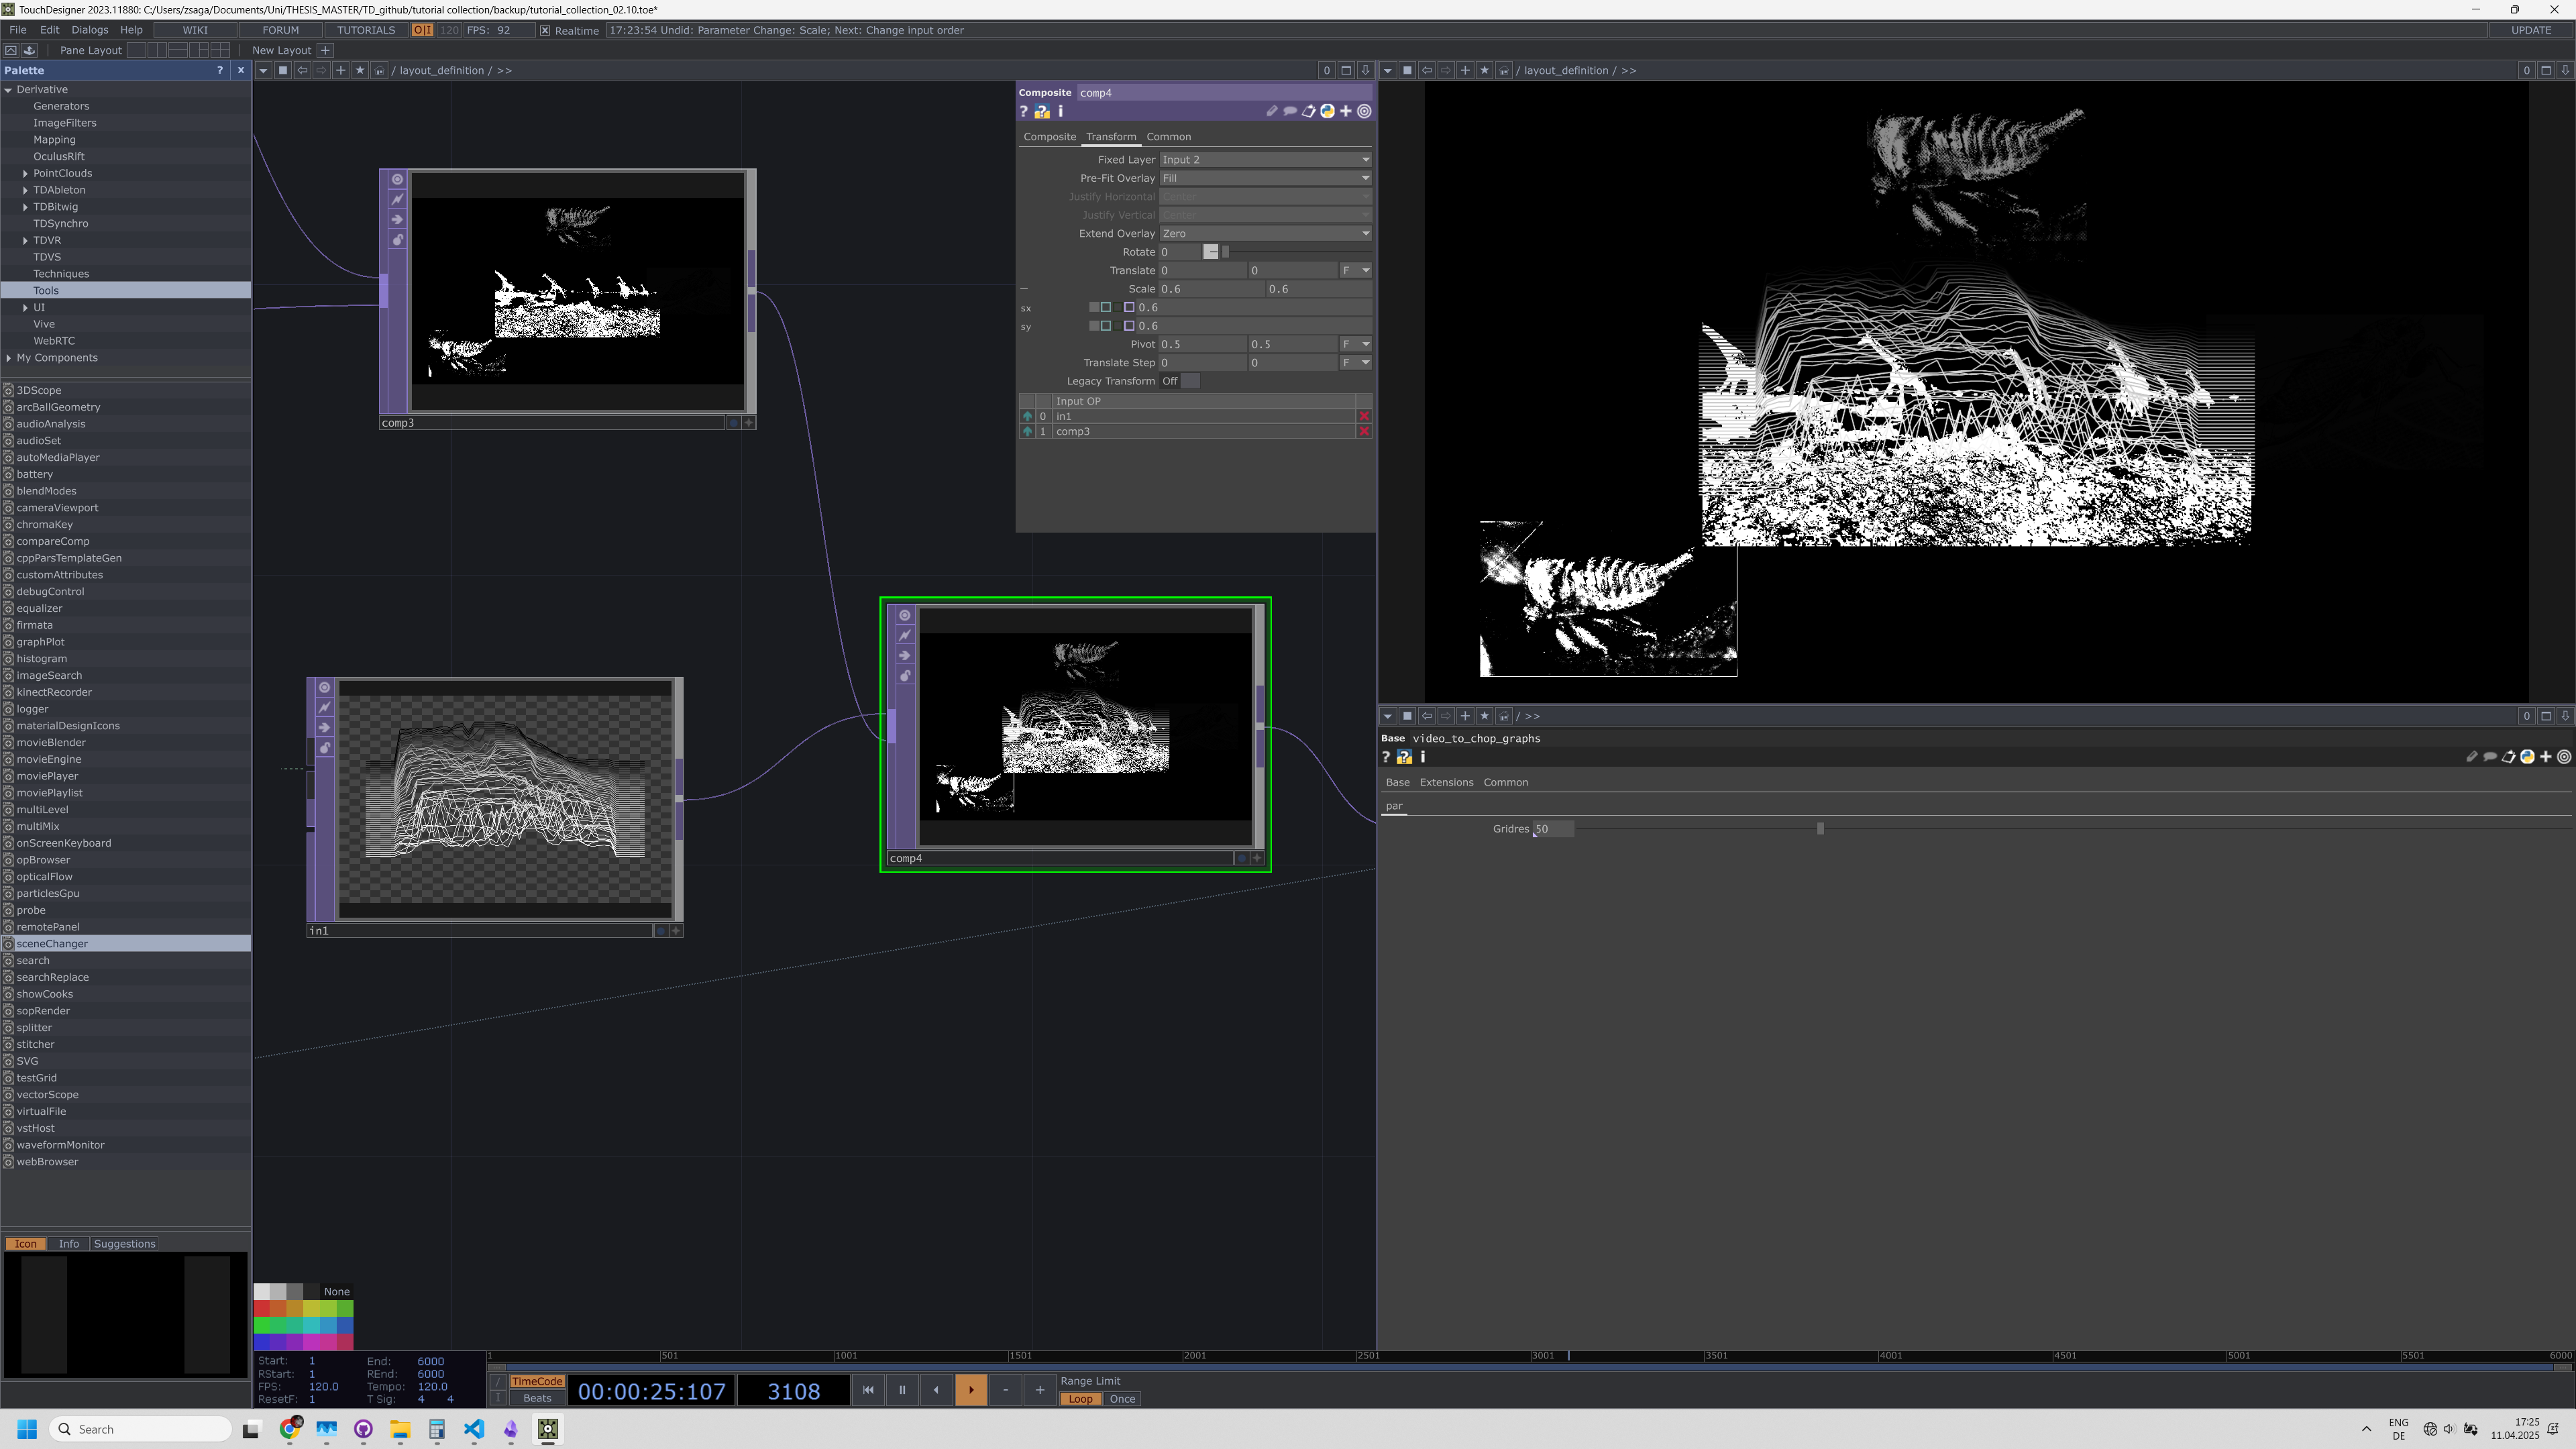 TouchDesigner 2023.11880: C:/Users/zsaga/Documents/Uni/THESIS_MASTER/TD_github/tutorial collection/backup/tutorial_collection_02.10.toe*
File Edit Dialogs Help WIKI FORUM TUTORIALS O|I 120 FPS: 92 Realtime 17:23:54 Undid: Parameter Change: Scale; Next: Change input order UPDATE
Pane Layout New Layout +
Palette ? x
/ layout_definition / >> 0
/ layout_definition / >> 0
Derivative
Generators
ImageFilters
Mapping
OculusRift
PointClouds
TDAbleton
TDBitwig
TDSynchro
TDVR
TDVS
Techniques
Tools
UI
Vive
WebRTC
My Components
3DScope
arcBallGeometry
audioAnalysis
audioSet
autoMediaPlayer
battery
blendModes
cameraViewport
chromaKey
compareComp
cppParsTemplateGen
customAttributes
debugControl
equalizer
firmata
graphPlot
histogram
imageSearch
kinectRecorder
logger
materialDesignIcons
movieBlender
movieEngine
moviePlayer
moviePlaylist
multiLevel
multiMix
onScreenKeyboard
opBrowser
opticalFlow
particlesGpu
probe
remotePanel
sceneChanger
search
searchReplace
showCooks
sopRender
splitter
stitcher
SVG
testGrid
vectorScope
virtualFile
vstHost
waveformMonitor
webBrowser
Icon Info Suggestions
comp3
in1
comp4
Composite comp4
? ? i
Composite Transform Common
Fixed Layer Input 2
Pre-Fit Overlay Fill
Justify Horizontal Center
Justify Vertical Center
Extend Overlay Zero
Rotate 0
Translate 0 0 F
Scale 0.6 0.6
sx 0.6
sy 0.6
Pivot 0.5 0.5 F
Translate Step 0 0 F
Legacy Transform Off
Input OP
0 in1
1 comp3
/ >> 0
Base video_to_chop_graphs
? ? i
Base Extensions Common
par
Gridres 50
None
Start: 1 End: 6000
RStart: 1 REnd: 6000
FPS: 120.0 Tempo: 120.0
ResetF: 1 T Sig: 4 4
1 501 1001 1501 2001 2501 3001 3501 4001 4501 5001 5501 6000
TimeCode
Beats
00:00:25:107 3108
- +
Range Limit
Loop Once
Search
ENG
DE
17:25
11.04.2025